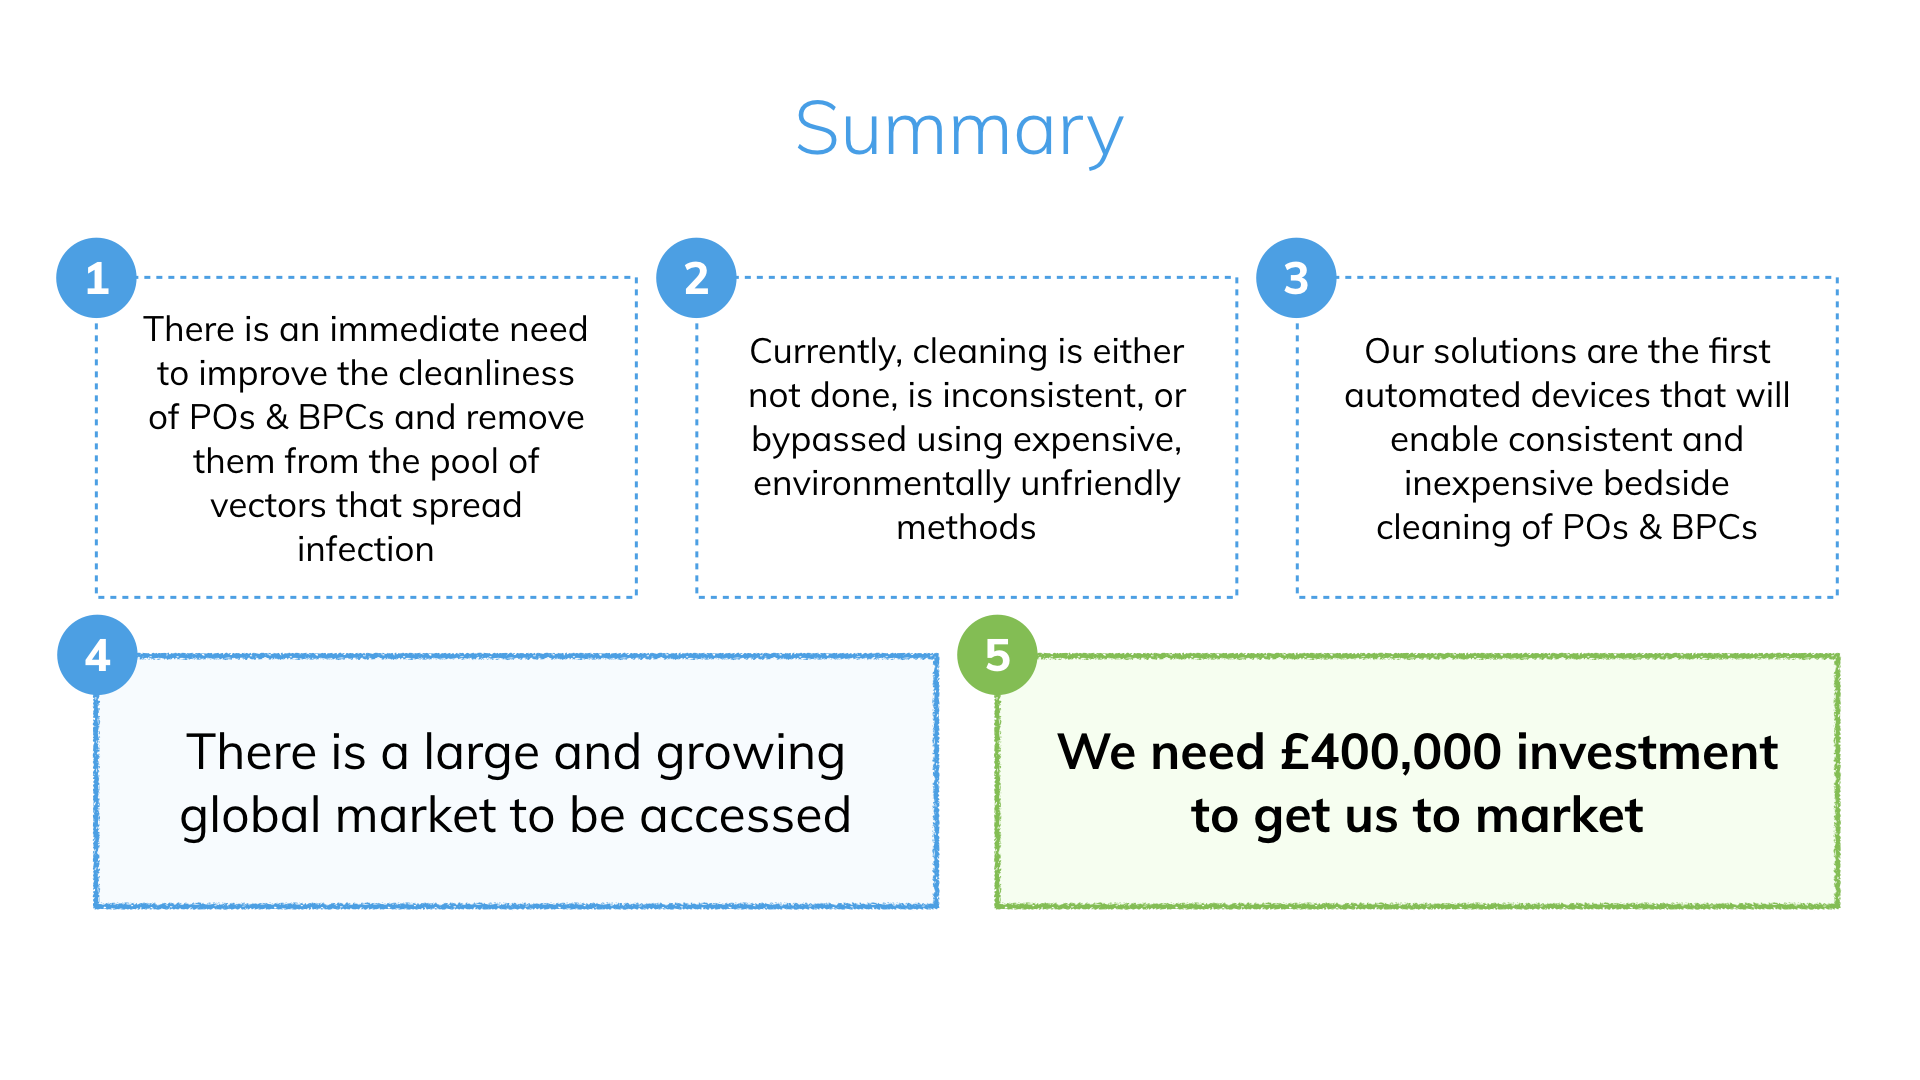 Summary
1
There is an immediate need
to improve the cleanliness
of POs & BPCs and remove
them from the pool of
vectors that spread
infection
2
Currently, cleaning is either
not done, is inconsistent, or
bypassed using expensive,
environmentally unfriendly
methods
3
Our solutions are the first
automated devices that will
enable consistent and
inexpensive bedside
cleaning of POs & BPCs
4
There is a large and growing
global market to be accessed
5
We need £400,000 investment
to get us to market